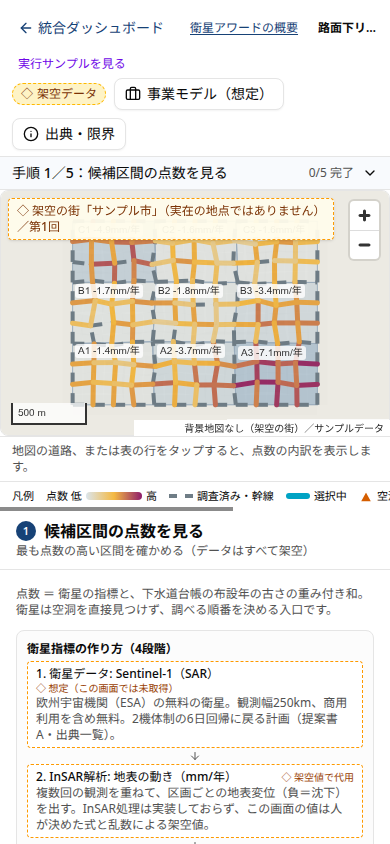 ← 統合ダッシュボード 衛星アワードの概要 路面下リ...
実行サンプルを見る
◇ 架空データ 事業モデル（想定）
出典・限界
手順 1／5：候補区間の点数を見る 0/5 完了
◇ 架空の街「サンプル市」（実在の地点ではありません）
／第1回
+
−
B1 -1.7mm/年 B2 -1.8mm/年 B3 -3.4mm/年
A1 -1.4mm/年 A2 -3.7mm/年 A3 -7.1mm/年
500 m
背景地図なし（架空の街）／サンプルデータ
地図の道路、または表の行をタップすると、点数の内訳を表示しま
す。
凡例 点数 低 高 調査済み・幹線 選択中 ▲
1 候補区間の点数を見る
最も点数の高い区間を確かめる（データはすべて架空）
点数 ＝ 衛星の指標と、下水道台帳の布設年の古さの重み付き和。
衛星は空洞を直接見つけず、調べる順番を決める入口です。
衛星指標の作り方（4段階）
1. 衛星データ: Sentinel-1（SAR）
◇ 想定（この画面では未取得）
欧州宇宙機関（ESA）の無料の衛星。観測幅250km、商用
利用を含め無料。2機体制の6日回帰に戻る計画（提案書
A・出典一覧）。
↓
2. InSAR解析: 地表の動き（mm/年） ◇ 架空値で代用
複数回の観測を重ねて、区画ごとの地表変位（負＝沈下）
を出す。InSAR処理は実装しておらず、この画面の値は人
が決めた式と乱数による架空値。